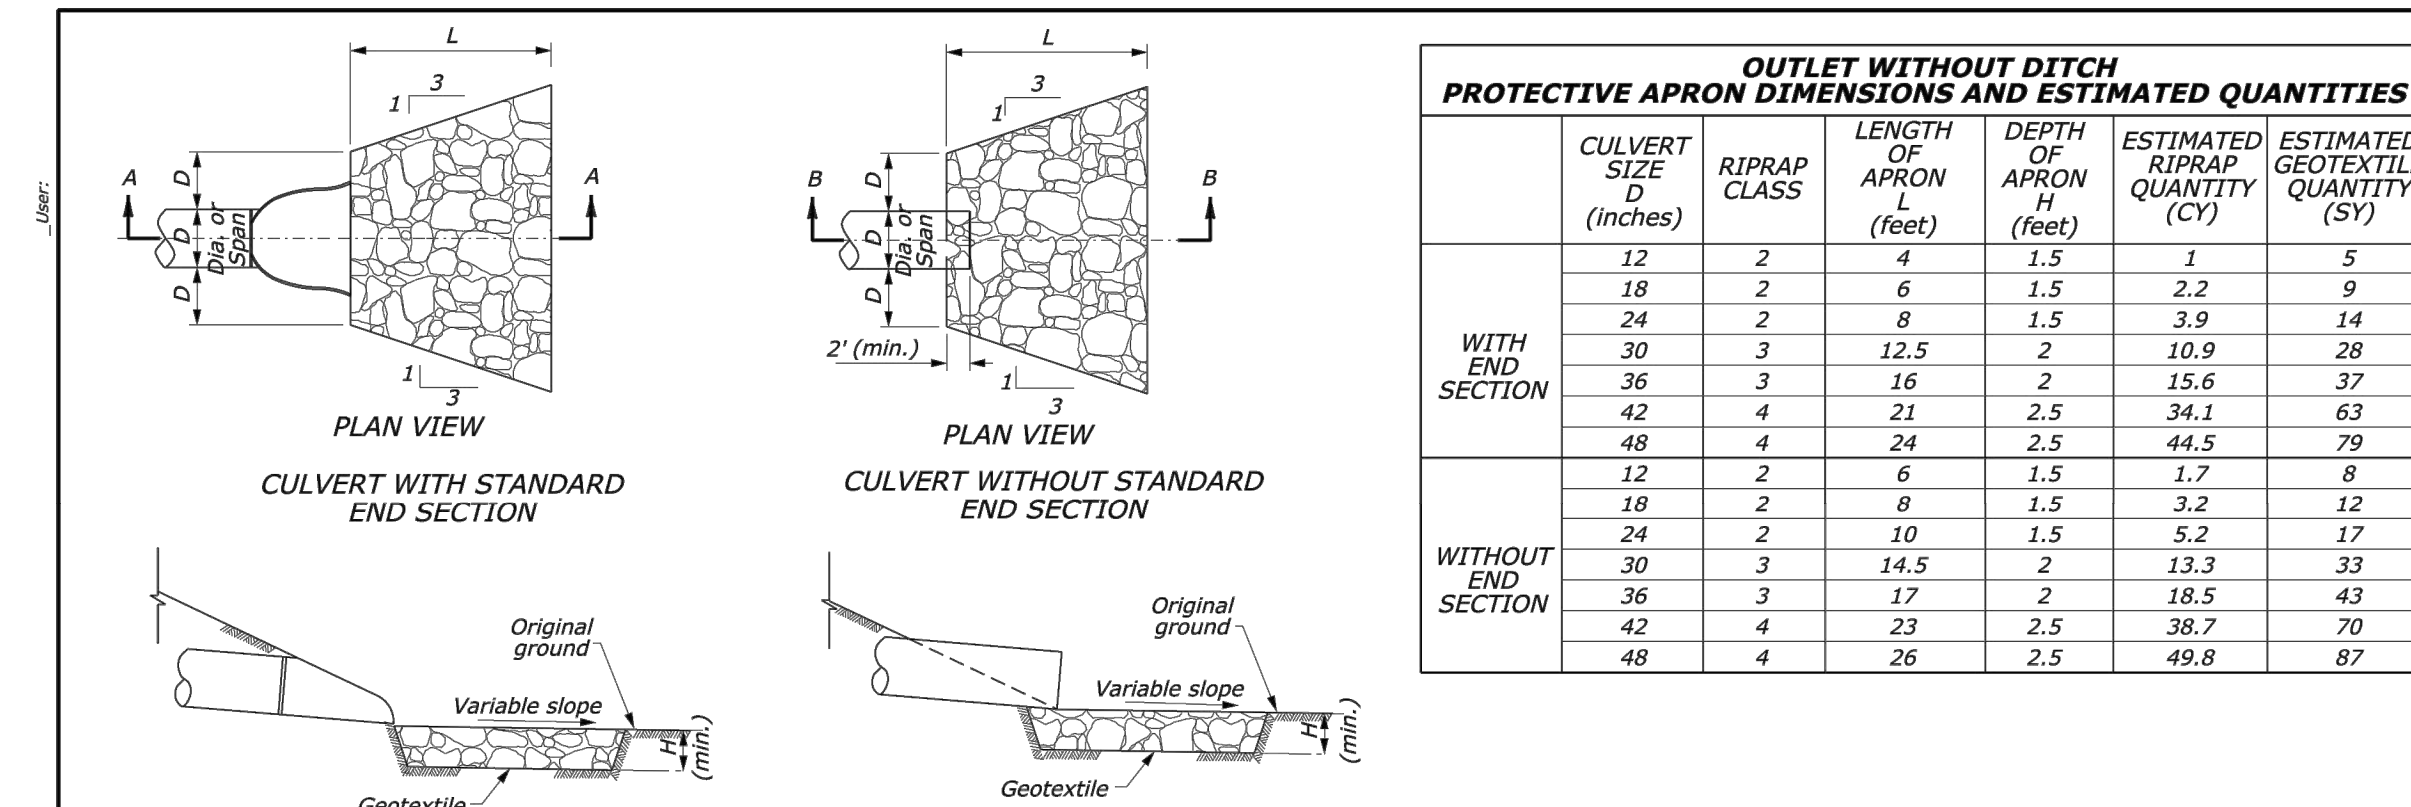 _User:
L
3
1
A
A
D
D
Dia. or
Span
D
1
3
PLAN VIEW
CULVERT WITH STANDARD
END SECTION
L
3
1
B
B
D
D
Dia. or
Span
D
2' (min.)
1
3
PLAN VIEW
CULVERT WITHOUT STANDARD
END SECTION
Original
ground
Variable slope
H
(min.)
Geotextile
Original
ground
Variable slope
H
(min.)
Geotextile
OUTLET WITHOUT DITCH
PROTECTIVE APRON DIMENSIONS AND ESTIMATED QUANTITIES
CULVERT
SIZE
D
(inches)
RIPRAP
CLASS
LENGTH
OF
APRON
L
(feet)
DEPTH
OF
APRON
H
(feet)
ESTIMATED
RIPRAP
QUANTITY
(CY)
ESTIMATED
GEOTEXTILE
QUANTITY
(SY)
WITH
END
SECTION
12 2 4 1.5 1 5
18 2 6 1.5 2.2 9
24 2 8 1.5 3.9 14
30 3 12.5 2 10.9 28
36 3 16 2 15.6 37
42 4 21 2.5 34.1 63
48 4 24 2.5 44.5 79
WITHOUT
END
SECTION
12 2 6 1.5 1.7 8
18 2 8 1.5 3.2 12
24 2 10 1.5 5.2 17
30 3 14.5 2 13.3 33
36 3 17 2 18.5 43
42 4 23 2.5 38.7 70
48 4 26 2.5 49.8 87